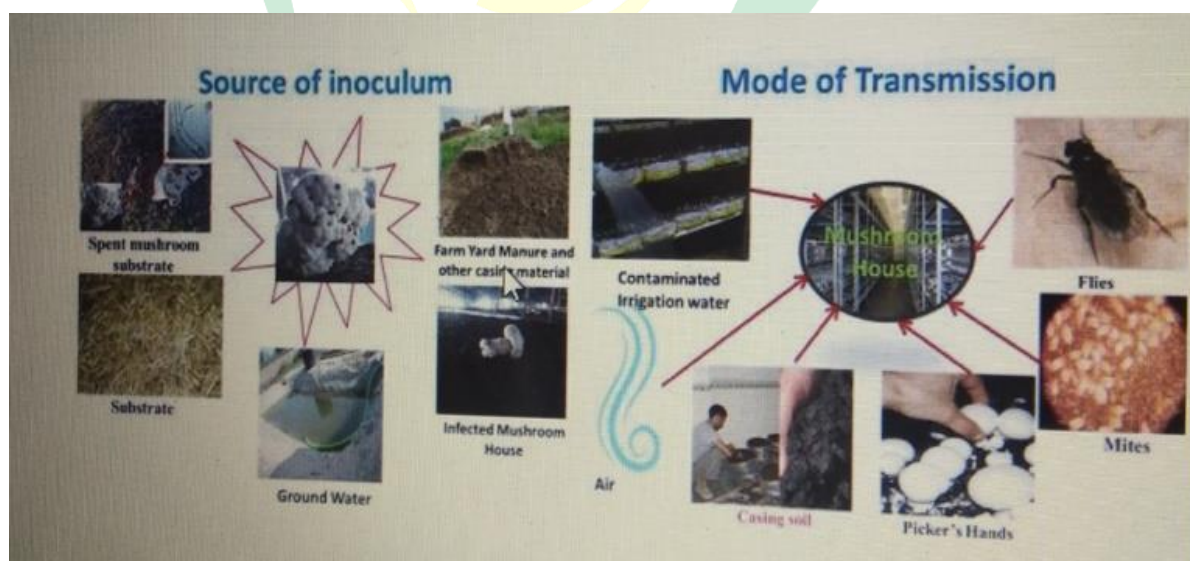 Source of inoculum
Spent mushroom
substrate
Farm Yard Manure and
other casing material
Substrate
Infected Mushroom
House
Ground Water
Mode of Transmission
Contaminated
Irrigation water
Mushroom
House
Flies
Air
Casing soil
Picker's Hands
Mites